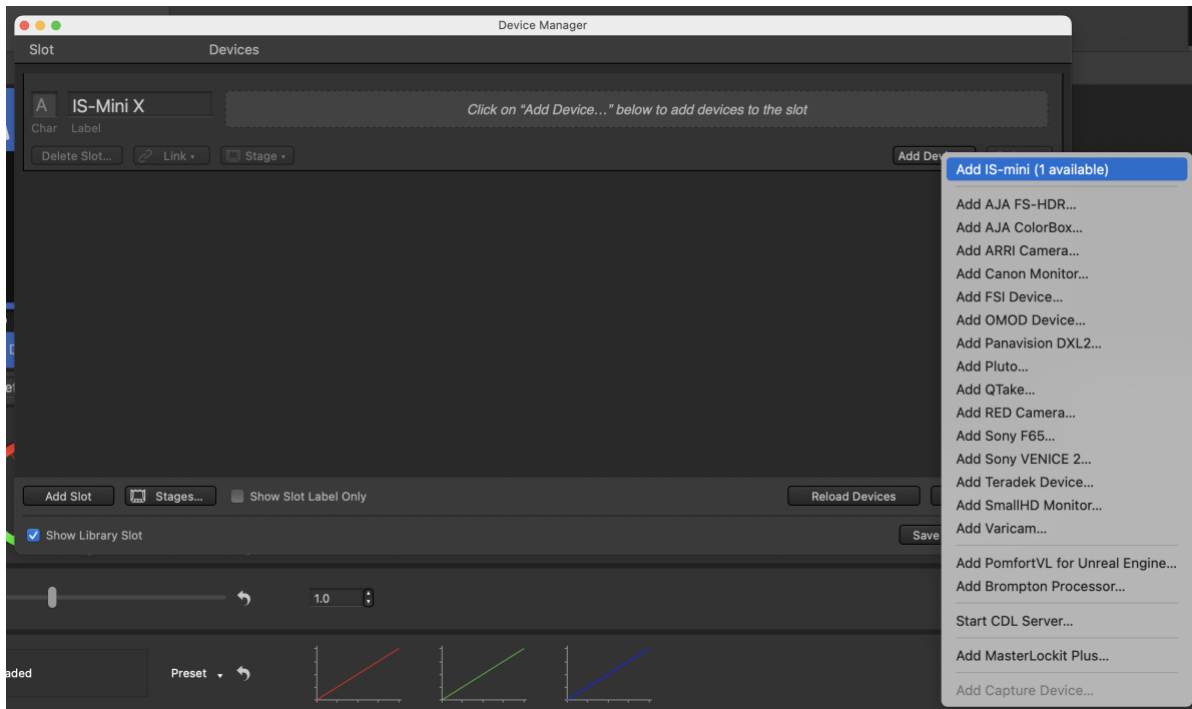 Device Manager
Slot Devices
A IS-Mini X
Click on “Add Device…” below to add devices to the slot
Char Label
Delete Slot... Link Stage
Add Dev
Add IS-mini (1 available)
Add AJA FS-HDR...
Add AJA ColorBox...
Add ARRI Camera...
Add Canon Monitor...
Add FSI Device...
Add OMOD Device...
Add Panavision DXL2...
Add Pluto...
Add QTake...
Add RED Camera...
Add Sony F65...
Add Sony VENICE 2...
Add Teradek Device...
Add SmallHD Monitor...
Add Varicam...
Add PomfortVL for Unreal Engine...
Add Brompton Processor...
Start CDL Server...
Add MasterLockit Plus...
Add Capture Device...
Add Slot Stages... Show Slot Label Only Reload Devices
Show Library Slot Save
1.0
aded Preset